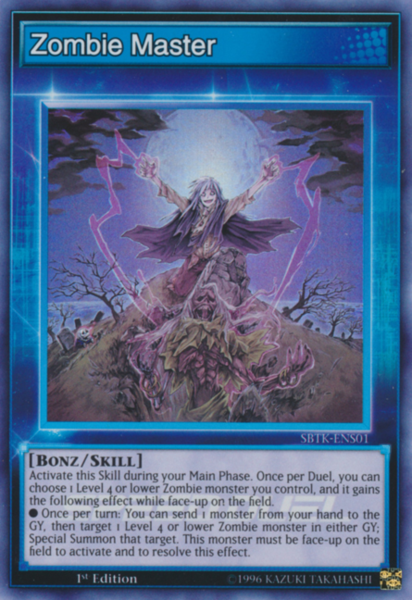 Zombie Master
SBTK-ENS01
[BONZ/SKILL]
Activate this Skill during your Main Phase. Once per Duel, you can
choose 1 Level 4 or lower Zombie monster you control, and it gains
the following effect while face-up on the field.
● Once per turn: You can send 1 monster from your hand to the
GY, then target 1 Level 4 or lower Zombie monster in either GY;
Special Summon that target. This monster must be face-up on the
field to activate and to resolve this effect.
1st Edition
©1996 KAZUKI TAKAHASHI